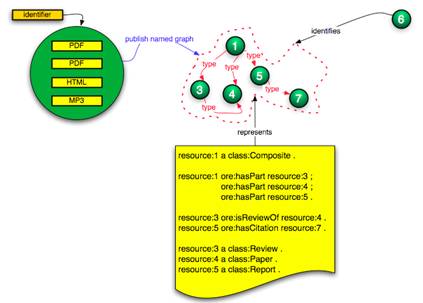 identifier
PDF
PDF
HTML
MP3
publish named graph
identifies
6
1
type
type
type*
3
4
5
type
type
7
represents
resource:1 a class:Composite .
resource:1 ore:hasPart resource:3 ;
ore:hasPart resource:4 ;
ore:hasPart resource:5 .
resource:3 ore:isReviewOf resource:4 .
resource:5 ore:hasCitation resource:7 .
resource:3 a class:Review .
resource:4 a class:Paper .
resource:5 a class:Report .